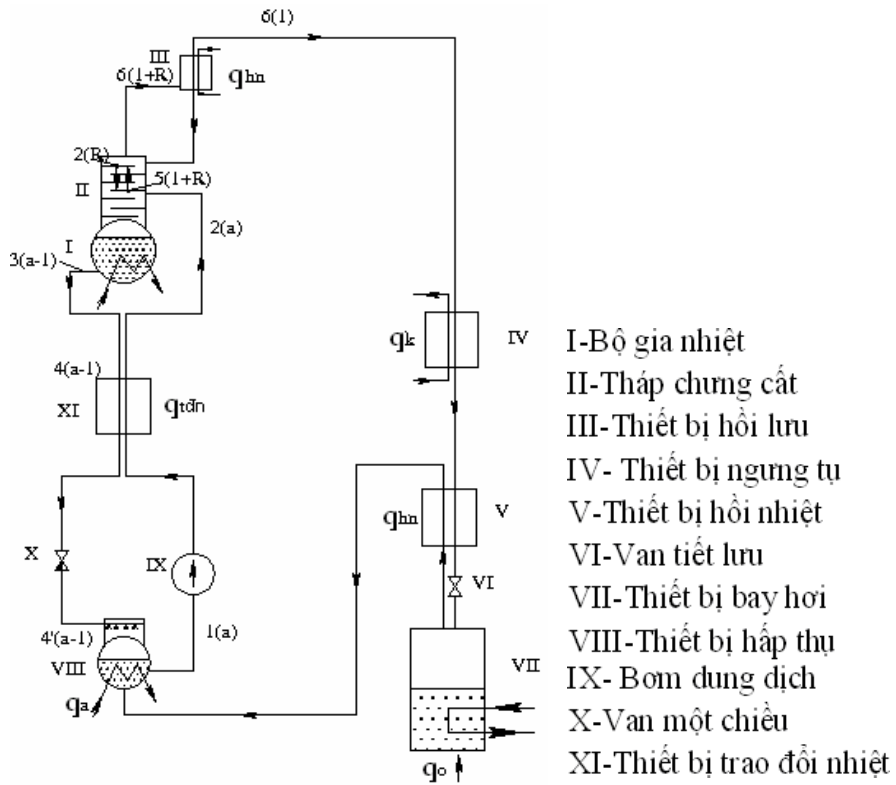 6(1)
III
6(1+R)
qhn
2(R)
II
5(1+R)
2(a)
I
3(a-1)
qk
IV
4(a-1)
XI
qtđn
qhn
V
X
IX
VI
4'(a-1)
1(a)
VIII
VII
qa
qo
I-Bộ gia nhiệt
II-Tháp chưng cất
III-Thiết bị hồi lưu
IV- Thiết bị ngưng tụ
V-Thiết bị hồi nhiệt
VI-Van tiết lưu
VII-Thiết bị bay hơi
VIII-Thiết bị hấp thụ
IX- Bơm dung dịch
X-Van một chiều
XI-Thiết bị trao đổi nhiệt